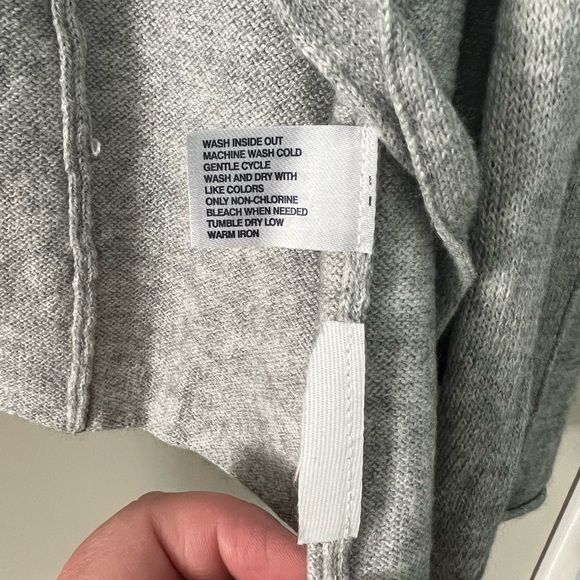 WASH INSIDE OUT
MACHINE WASH COLD
GENTLE CYCLE
WASH AND DRY WITH
LIKE COLORS
ONLY NON-CHLORINE
BLEACH WHEN NEEDED
TUMBLE DRY LOW
WARM IRON